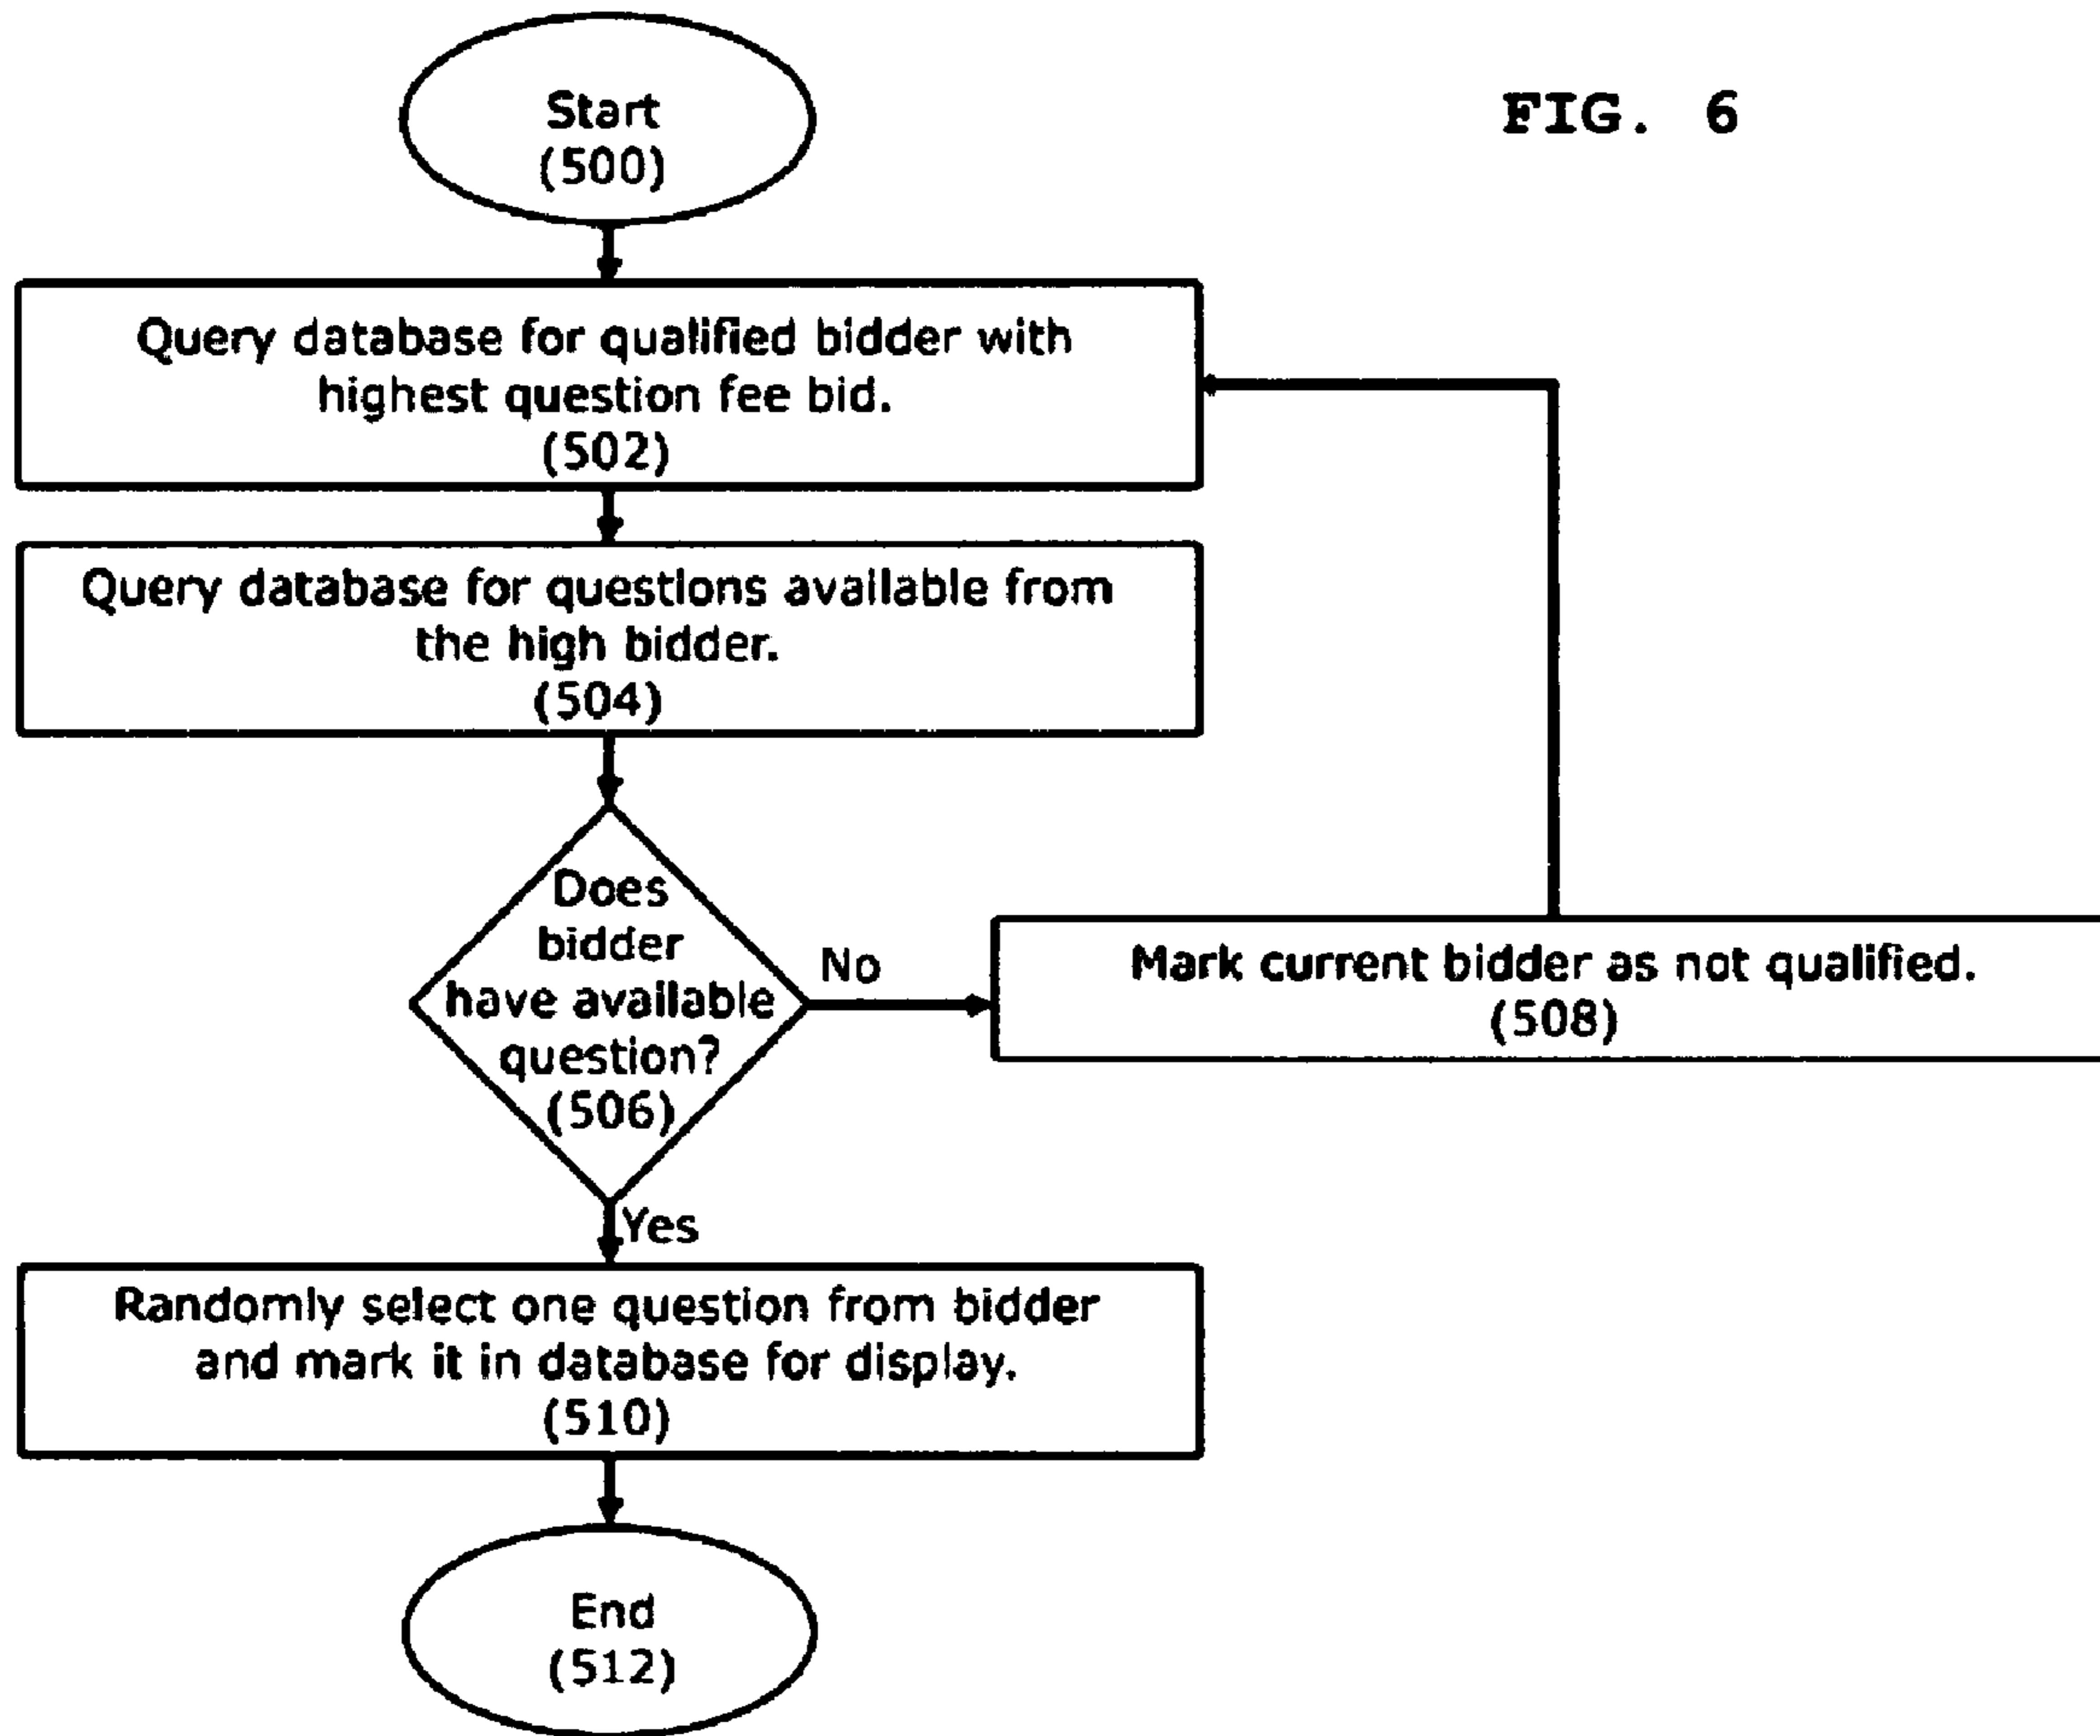 FIG. 6
Start
(500)
Query database for qualified bidder with
highest question fee bid.
(502)
Query database for questions available from
the high bidder.
(504)
Does
bidder
have available
question?
(506)
No
Mark current bidder as not qualified.
(508)
Yes
Randomly select one question from bidder
and mark it in database for display.
(510)
End
(512)